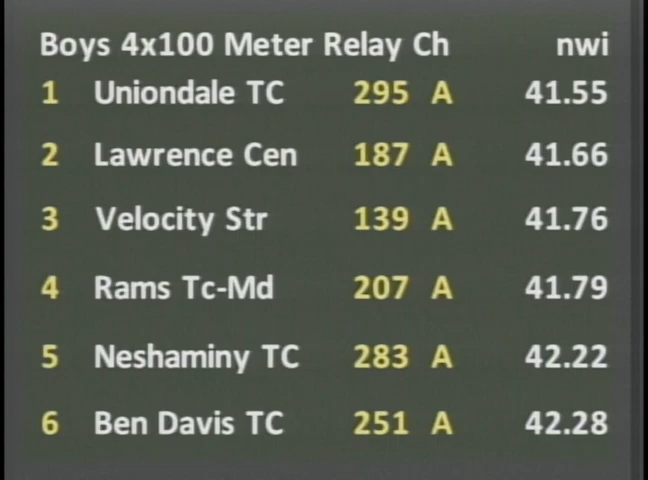 Boys 4x100 Meter Relay Ch nwi
1 Uniondale TC 295 A 41.55
2 Lawrence Cen 187 A 41.66
3 Velocity Str 139 A 41.76
4 Rams Tc-Md 207 A 41.79
5 Neshaminy TC 283 A 42.22
6 Ben Davis TC 251 A 42.28